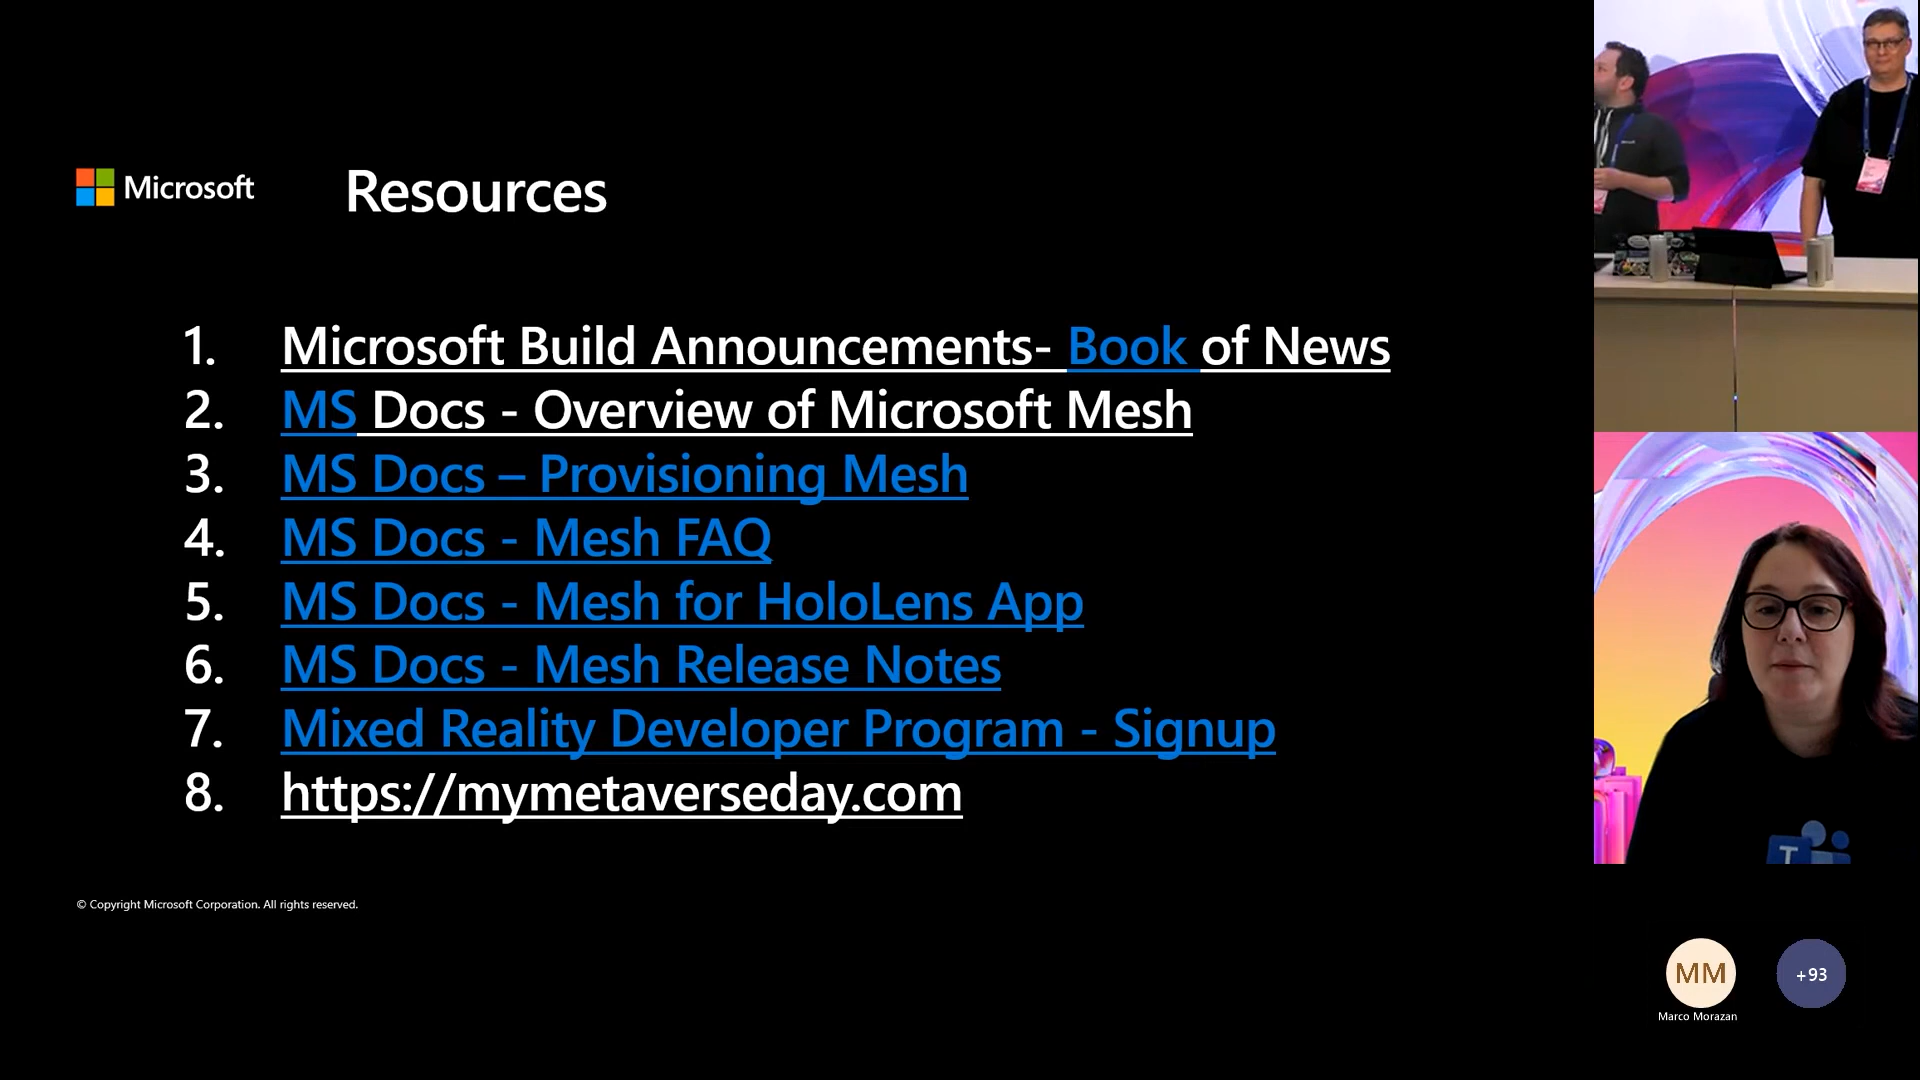 Microsoft
Resources
1. Microsoft Build Announcements- Book of News
2. MS Docs - Overview of Microsoft Mesh
3. MS Docs – Provisioning Mesh
4. MS Docs - Mesh FAQ
5. MS Docs - Mesh for HoloLens App
6. MS Docs - Mesh Release Notes
7. Mixed Reality Developer Program - Signup
8. https://mymetaverseday.com
© Copyright Microsoft Corporation. All rights reserved.
T
MM
+93
Marco Morazan